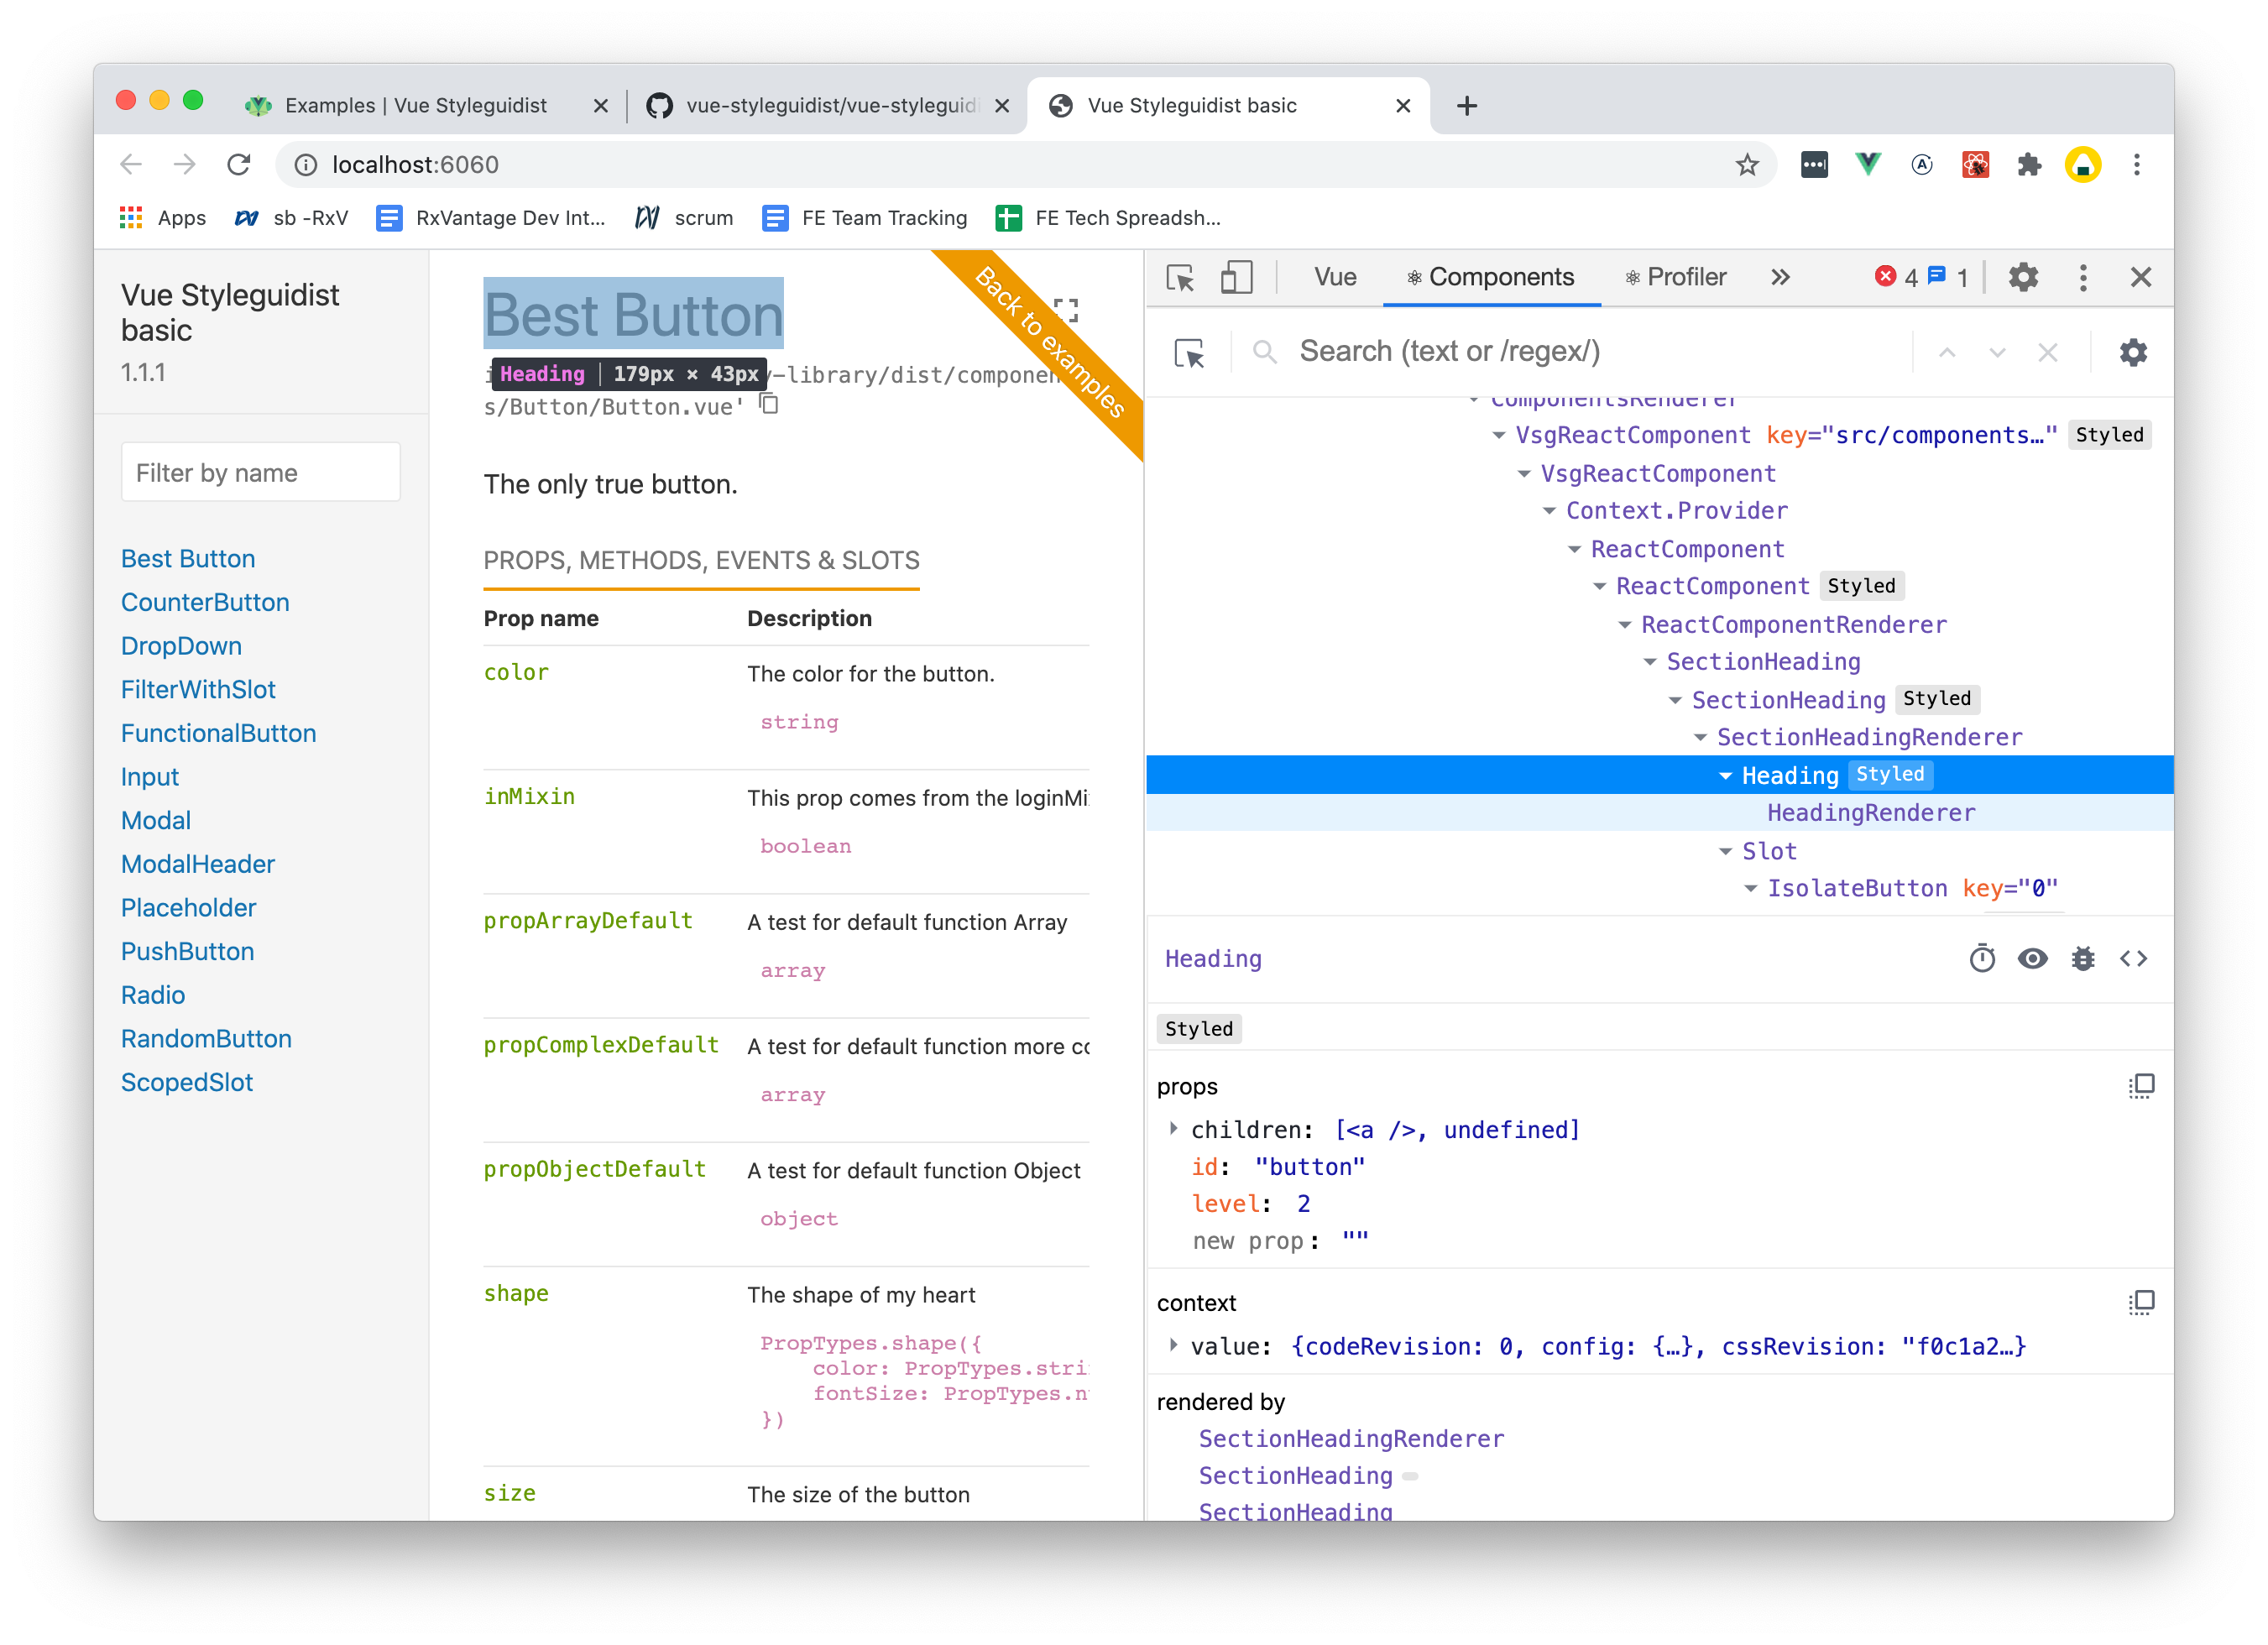 Examples | Vue Styleguidist
vue-styleguidist/vue-styleguid
Vue Styleguidist basic
localhost:6060
Apps
sb -RxV
RxVantage Dev Int...
scrum
FE Team Tracking
FE Tech Spreadsh...
Vue Styleguidist
basic
1.1.1
Filter by name
Best Button
CounterButton
DropDown
FilterWithSlot
FunctionalButton
Input
Modal
ModalHeader
Placeholder
PushButton
Radio
RandomButton
ScopedSlot
Best Button
Back to examples
Heading | 179px × 43px
y-library/dist/componen
s/Button/Button.vue'
The only true button.
PROPS, METHODS, EVENTS & SLOTS
Prop name Description
color The color for the button.
string
inMixin This prop comes from the loginMi
boolean
propArrayDefault A test for default function Array
array
propComplexDefault A test for default function more co
array
propObjectDefault A test for default function Object
object
shape The shape of my heart
PropTypes.shape({
color: PropTypes.stri
fontSize: PropTypes.n
})
size The size of the button
Vue Components Profiler 4 1
Search (text or /regex/)
ComponentsRenderer
VsgReactComponent key="src/components…" Styled
VsgReactComponent
Context.Provider
ReactComponent
ReactComponent Styled
ReactComponentRenderer
SectionHeading
SectionHeading Styled
SectionHeadingRenderer
Heading Styled
HeadingRenderer
Slot
IsolateButton key="0"
Heading
Styled
props
children: [<a />, undefined]
id: "button"
level: 2
new prop: ""
context
value: {codeRevision: 0, config: {…}, cssRevision: "f0c1a2…}
rendered by
SectionHeadingRenderer
SectionHeading
SectionHeading